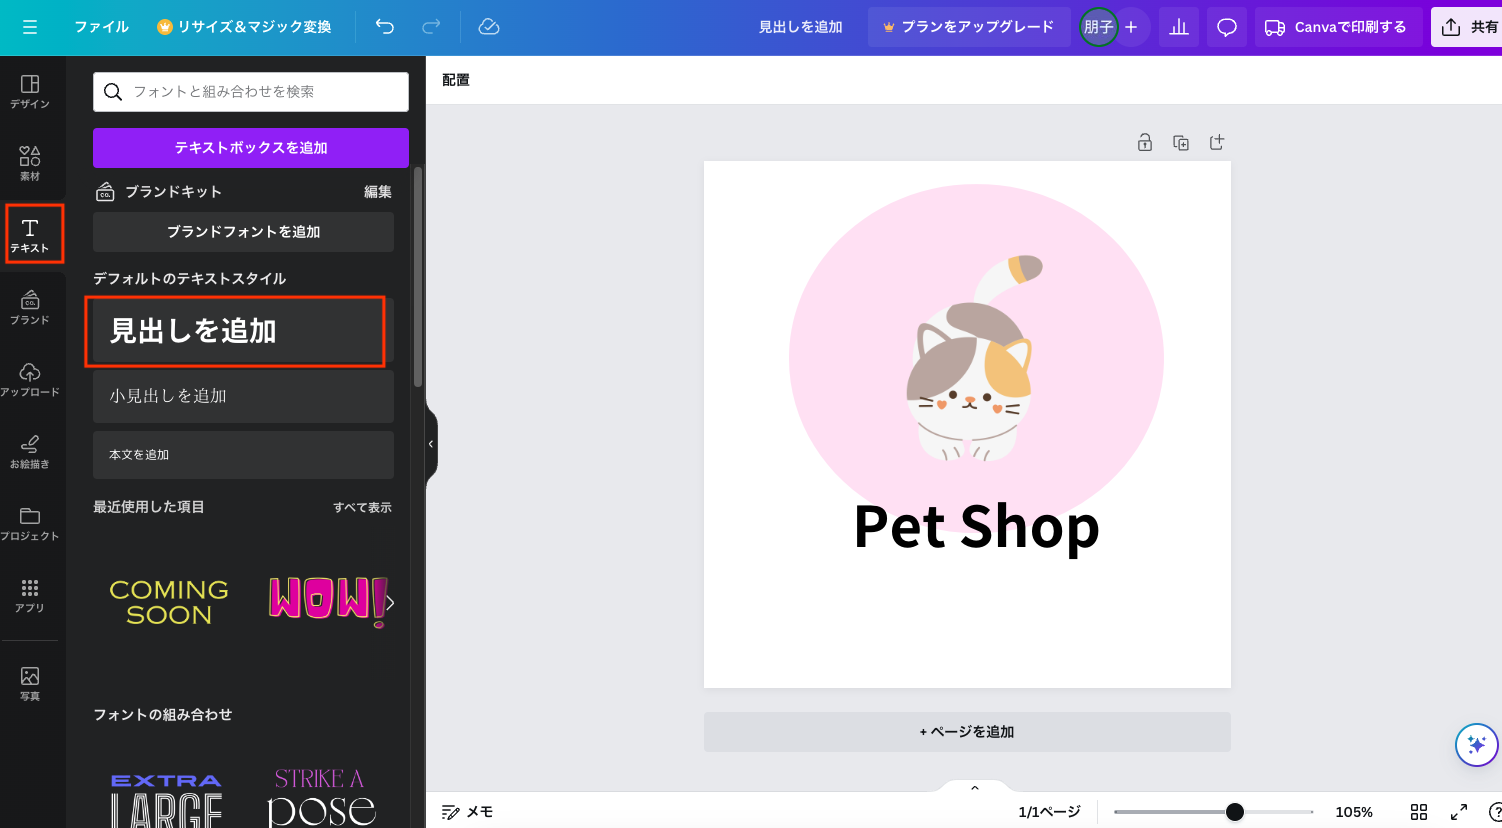 ファイル
リサイズ＆マジック変換
見出しを追加
プランをアップグレード
朋子
+
Canvaで印刷する
共有
デザイン
素材
テキスト
ブランド
アップロード
お絵描き
プロジェクト
アプリ
写真
フォントと組み合わせを検索
テキストボックスを追加
CO.
ブランドキット
編集
ブランドフォントを追加
デフォルトのテキストスタイル
見出しを追加
小見出しを追加
本文を追加
最近使用した項目
すべて表示
COMING
SOON
WOW!
フォントの組み合わせ
EXTRA
LARGE
STRIKE A
pose
配置
Pet Shop
+ ページを追加
メモ
1/1ページ
105%